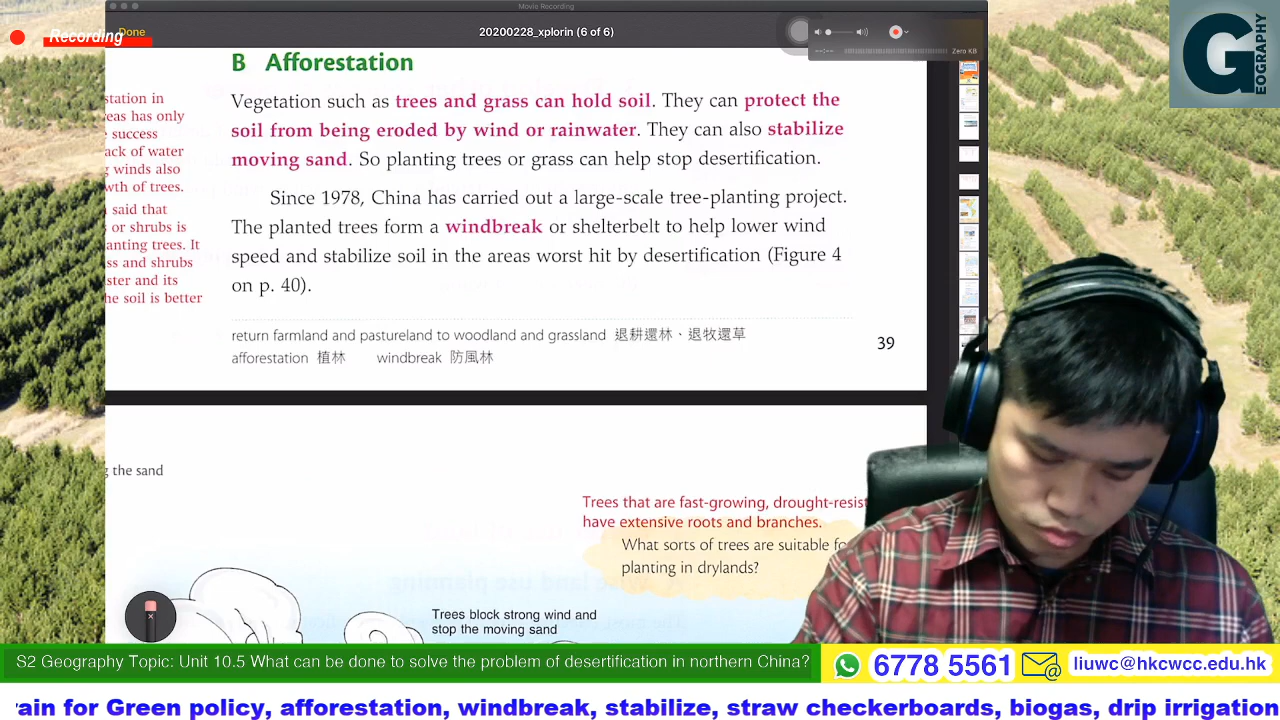 Movie Recording
Recording
Done
20200228_xplorin (6 of 6)
--:--
Zero KB
G
EOGRAPHY
B Afforestation
station in
eas has only
success
ack of water
winds also
wth of trees.
said that
or shrubs is
anting trees. It
ss and shrubs
ster and its
he soil is better
Vegetation such as trees and grass can hold soil. They can protect the
soil from being eroded by wind or rainwater. They can also stabilize
moving sand. So planting trees or grass can help stop desertification.
Since 1978, China has carried out a large-scale tree-planting project.
The planted trees form a windbreak or shelterbelt to help lower wind
speed and stabilize soil in the areas worst hit by desertification (Figure 4
on p. 40).
return farmland and pastureland to woodland and grassland 退耕還林、退牧還草
afforestation 植林 windbreak 防風林
39
the sand
Trees that are fast-growing, drought-resist
have extensive roots and branches.
What sorts of trees are suitable fo
planting in drylands?
Trees block strong wind and
stop the moving sand
S2 Geography Topic: Unit 10.5 What can be done to solve the problem of desertification in northern China?
6778 5561
liuwc@hkcwcc.edu.hk
ain for Green policy, afforestation, windbreak, stabilize, straw checkerboards, biogas, drip irrigation